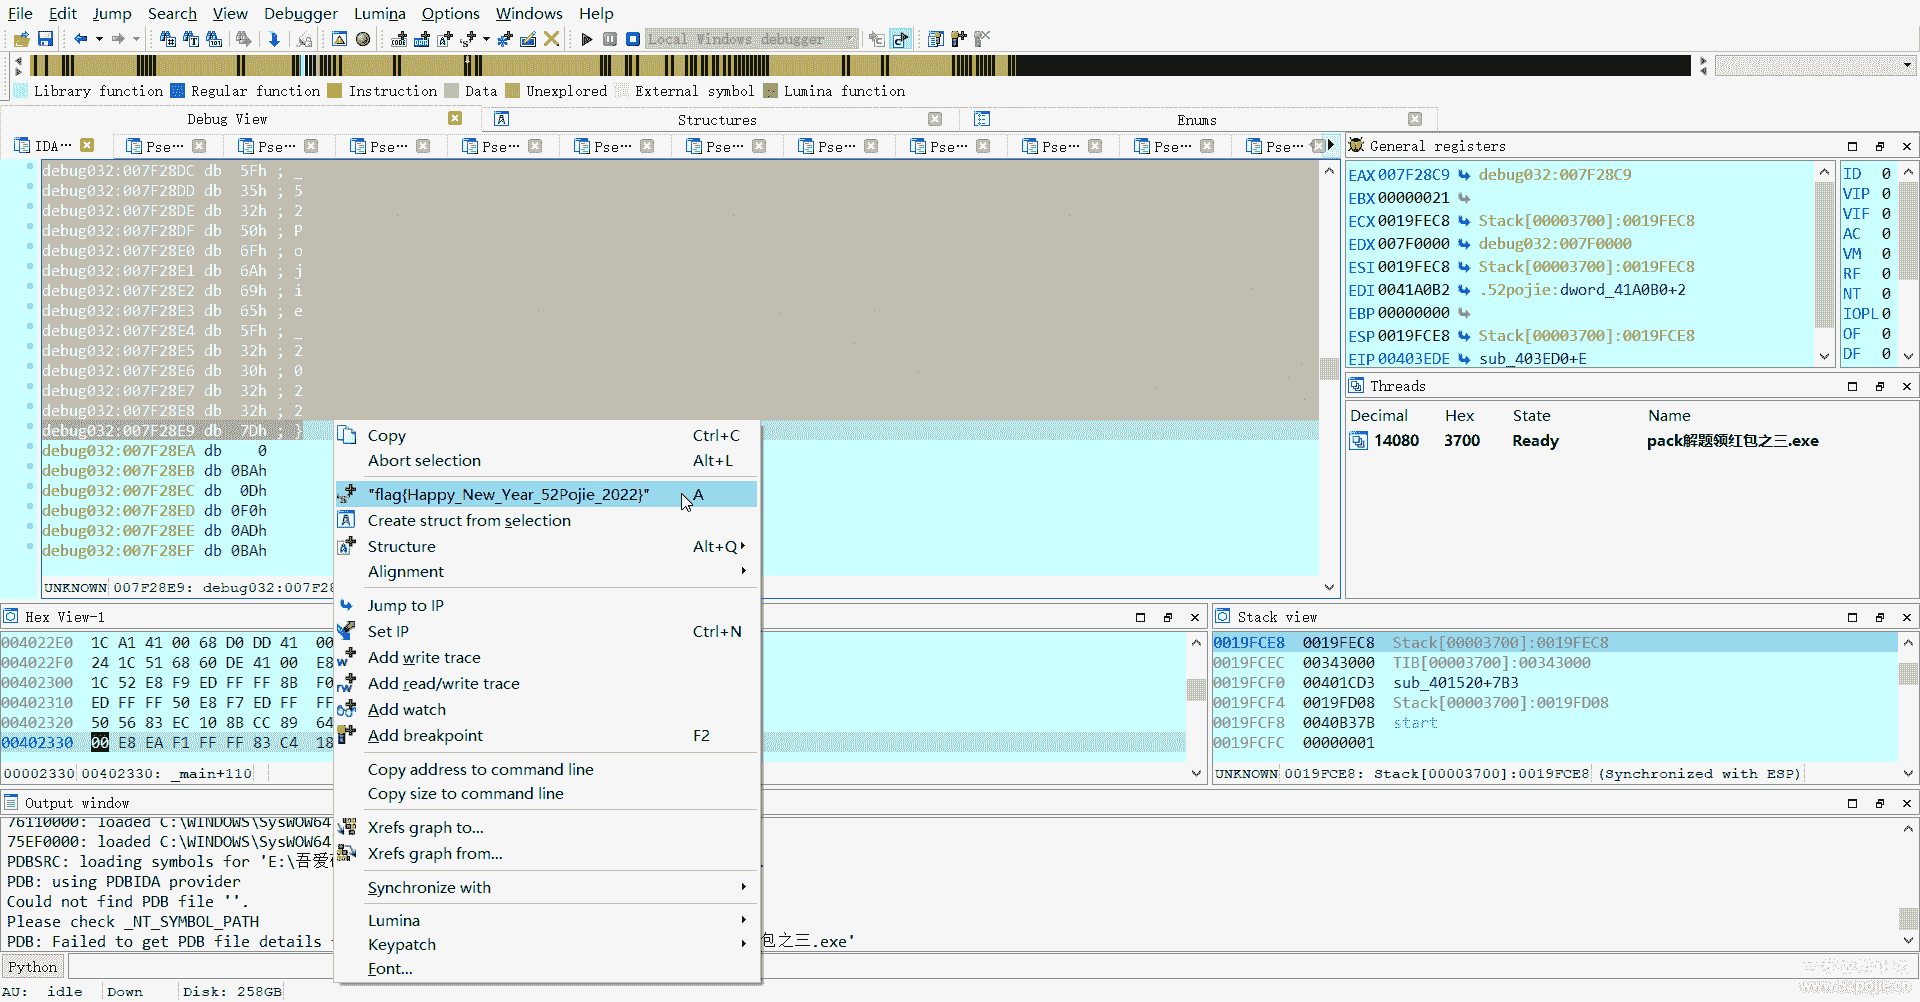 File Edit Jump Search View Debugger Lumina Options Windows Help
Local Windows debugger
Library function Regular function Instruction Data Unexplored External symbol Lumina function
Debug View Structures Enums
IDA··· Pse··· Pse··· Pse··· Pse··· Pse··· Pse··· Pse··· Pse··· Pse··· Pse··· Pse···
debug032:007F28DC db 5Fh ; _
debug032:007F28DD db 35h ; 5
debug032:007F28DE db 32h ; 2
debug032:007F28DF db 50h ; P
debug032:007F28E0 db 6Fh ; o
debug032:007F28E1 db 6Ah ; j
debug032:007F28E2 db 69h ; i
debug032:007F28E3 db 65h ; e
debug032:007F28E4 db 5Fh ; _
debug032:007F28E5 db 32h ; 2
debug032:007F28E6 db 30h ; 0
debug032:007F28E7 db 32h ; 2
debug032:007F28E8 db 32h ; 2
debug032:007F28E9 db 7Dh ; }
debug032:007F28EA db 0
debug032:007F28EB db 0BAh
debug032:007F28EC db 0Dh
debug032:007F28ED db 0F0h
debug032:007F28EE db 0ADh
debug032:007F28EF db 0BAh
UNKNOWN 007F28E9: debug032:007F28
Copy Ctrl+C
Abort selection Alt+L
"flag{Happy_New_Year_52Pojie_2022}" A
Create struct from selection
Structure Alt+Q
Alignment
Jump to IP
Set IP Ctrl+N
Add write trace
Add read/write trace
Add watch
Add breakpoint F2
Copy address to command line
Copy size to command line
Xrefs graph to...
Xrefs graph from...
Synchronize with
Lumina
Keypatch
Font...
General registers
EAX 007F28C9 debug032:007F28C9
EBX 00000021
ECX 0019FEC8 Stack[00003700]:0019FEC8
EDX 007F0000 debug032:007F0000
ESI 0019FEC8 Stack[00003700]:0019FEC8
EDI 0041A0B2 .52pojie:dword_41A0B0+2
EBP 00000000
ESP 0019FCE8 Stack[00003700]:0019FCE8
EIP 00403EDE sub_403ED0+E
ID 0
VIP 0
VIF 0
AC 0
VM 0
RF 0
NT 0
IOPL 0
OF 0
DF 0
Threads
Decimal Hex State Name
14080 3700 Ready pack解题领红包之三.exe
Hex View-1
004022E0 1C A1 41 00 68 D0 DD 41 00
004022F0 24 1C 51 68 60 DE 41 00 E8
00402300 1C 52 E8 F9 ED FF FF 8B F0
00402310 ED FF FF 50 E8 F7 ED FF FF
00402320 50 56 83 EC 10 8B CC 89 64
00402330 00 E8 EA F1 FF FF 83 C4 18
00002330 00402330: _main+110
Stack view
0019FCE8 0019FEC8 Stack[00003700]:0019FEC8
0019FCEC 00343000 TIB[00003700]:00343000
0019FCF0 00401CD3 sub_401520+7B3
0019FCF4 0019FD08 Stack[00003700]:0019FD08
0019FCF8 0040B37B start
0019FCFC 00000001
UNKNOWN 0019FCE8: Stack[00003700]:0019FCE8 (Synchronized with ESP)
Output window
76110000: loaded C:\WINDOWS\SysWOW64
75EF0000: loaded C:\WINDOWS\SysWOW64
PDBSRC: loading symbols for 'E:\吾爱
PDB: using PDBIDA provider
Could not find PDB file ''.
Please check _NT_SYMBOL_PATH
PDB: Failed to get PDB file details 包之三.exe'
Python
AU: idle Down Disk: 258GB
www.52pojie.cn